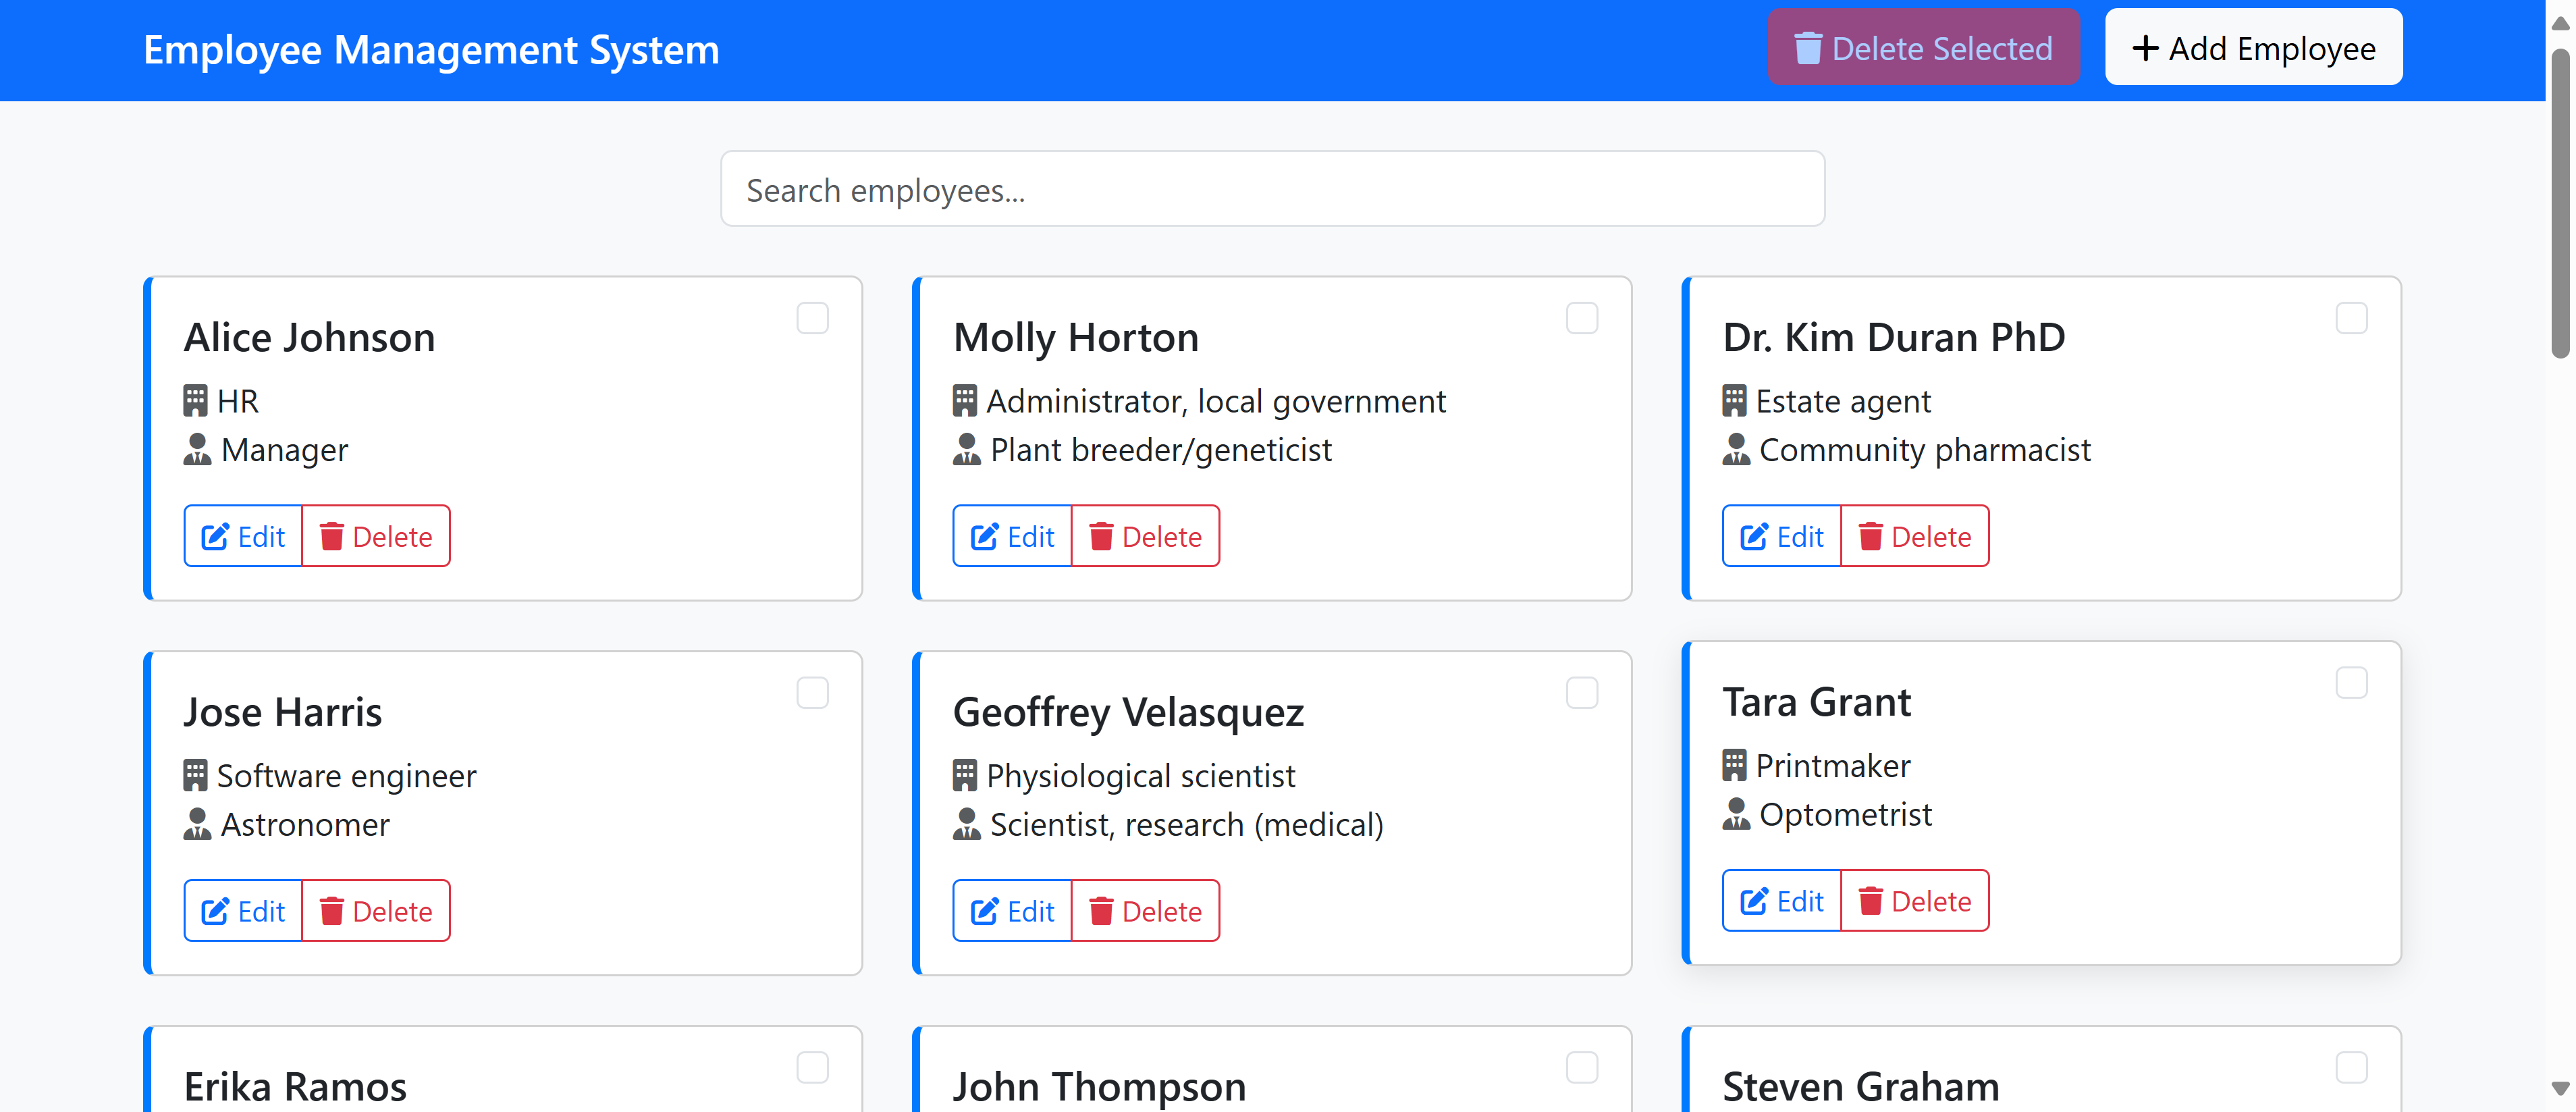 Employee Management System
Delete Selected
Add Employee
Search employees...
Alice Johnson
HR
Manager
Edit
Delete
Molly Horton
Administrator, local government
Plant breeder/geneticist
Edit
Delete
Dr. Kim Duran PhD
Estate agent
Community pharmacist
Edit
Delete
Jose Harris
Software engineer
Astronomer
Edit
Delete
Geoffrey Velasquez
Physiological scientist
Scientist, research (medical)
Edit
Delete
Tara Grant
Printmaker
Optometrist
Edit
Delete
Erika Ramos
John Thompson
Steven Graham